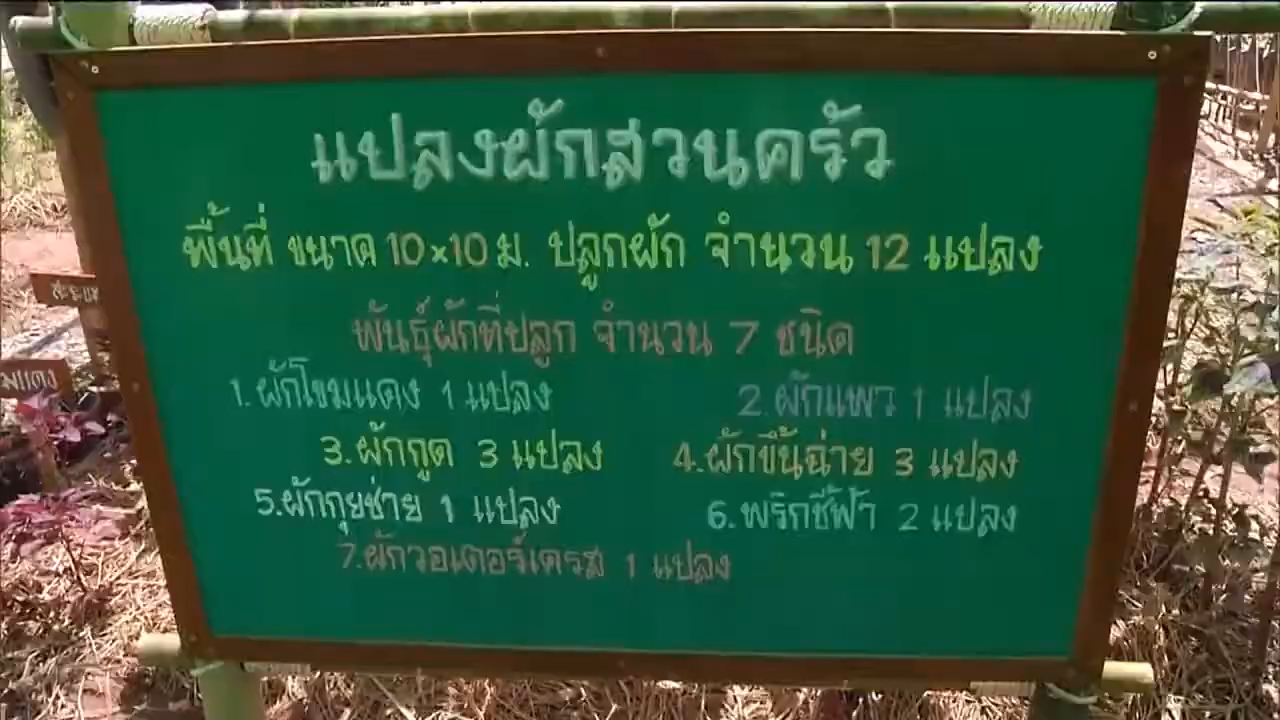 แปลงผักสวนครัว
พื้นที่ ขนาด 10×10 ม. ปลูกผัก จำนวน 12 แปลง
พันธุ์ผักที่ปลูก จำนวน 7 ชนิด
1.ผักโขมแดง 1 แปลง 2.ผักแพว 1 แปลง
3.ผักกูด 3 แปลง 4.ผักขึ้นฉ่าย 3 แปลง
5.ผักกุยช่าย 1 แปลง 6.พริกชี้ฟ้า 2 แปลง
7.ผักวอเตอร์เครส 1 แปลง